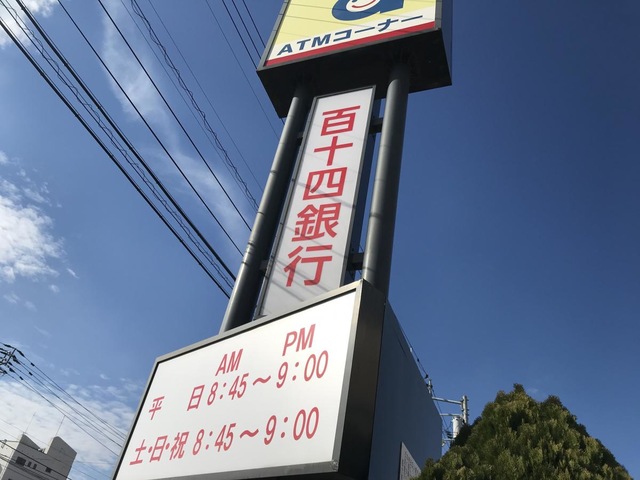 ATMコーナー
百十四銀行
AM PM
平日 8:45～9:00
土・日・祝 8:45～9:00